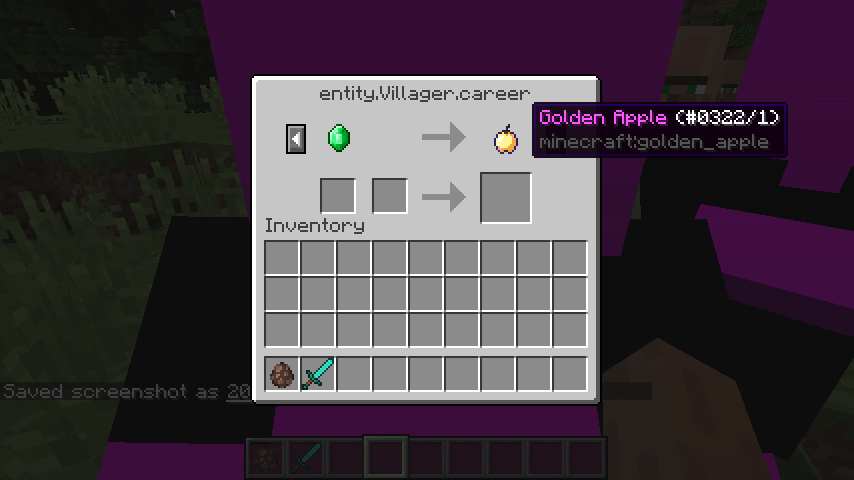 entity.Villager.career
Golden Apple (#0322/1)
minecraft:golden_apple
Inventory
Saved screenshot as 20